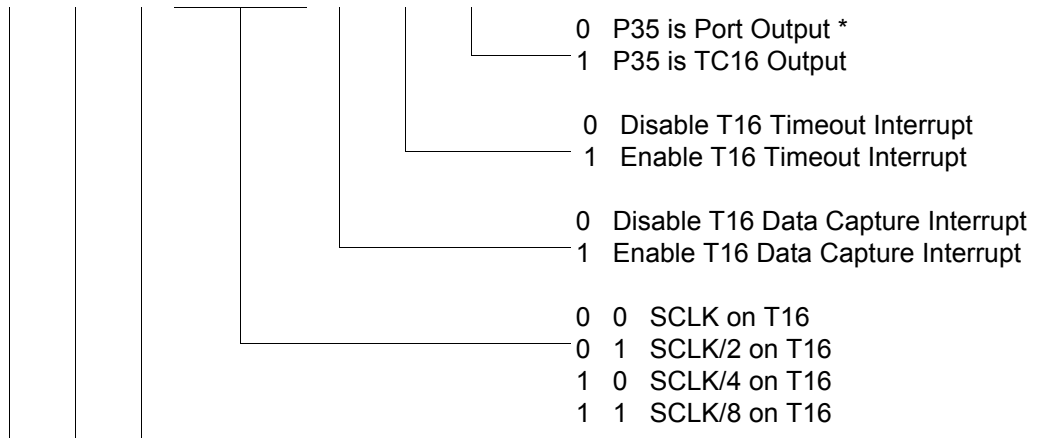 0 P35 is Port Output *
1 P35 is TC16 Output
0 Disable T16 Timeout Interrupt
1 Enable T16 Timeout Interrupt
0 Disable T16 Data Capture Interrupt
1 Enable T16 Data Capture Interrupt
0 0 SCLK on T16
0 1 SCLK/2 on T16
1 0 SCLK/4 on T16
1 1 SCLK/8 on T16